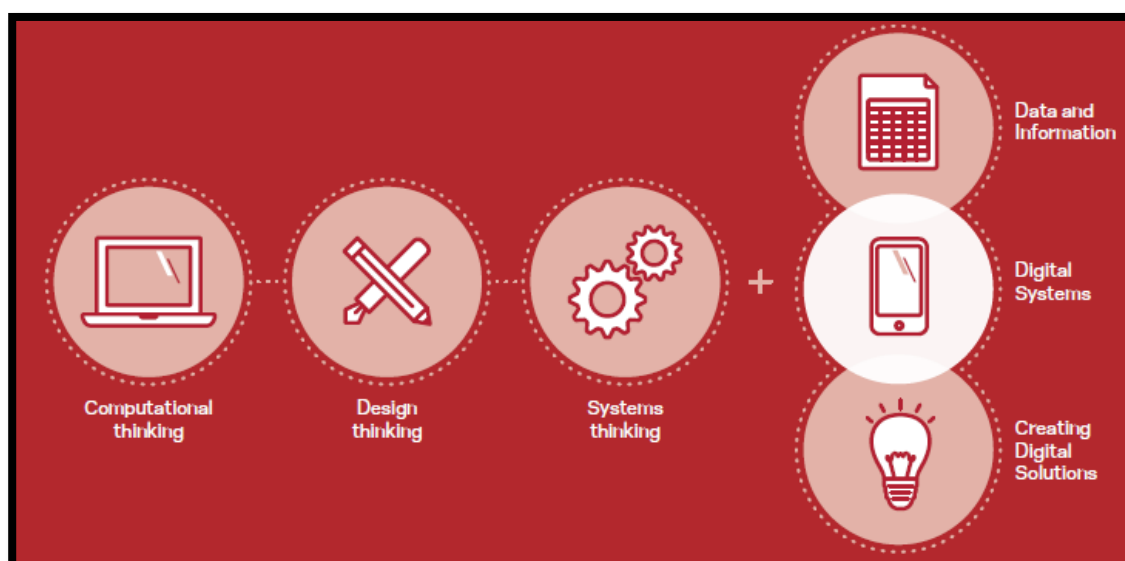 Computational
thinking
Design
thinking
Systems
thinking
+
Data and
Information
Digital
Systems
Creating
Digital
Solutions